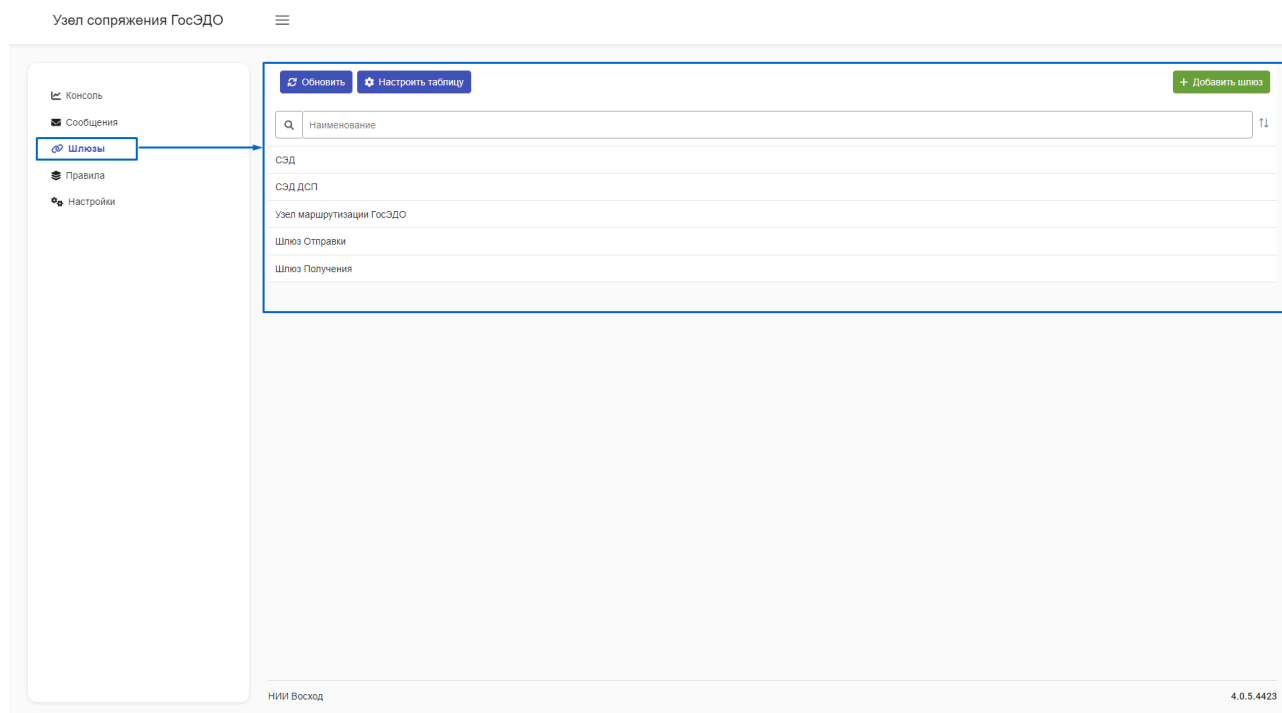 Узел сопряжения ГосЭДО
Консоль
Сообщения
Шлюзы
Правила
Настройки
Обновить
Настроить таблицу
Добавить шлюз
Наименование
СЭД
СЭД ДСП
Узел маршрутизации ГосЭДО
Шлюз Отправки
Шлюз Получения
НИИ Восход
4.0.5.4423